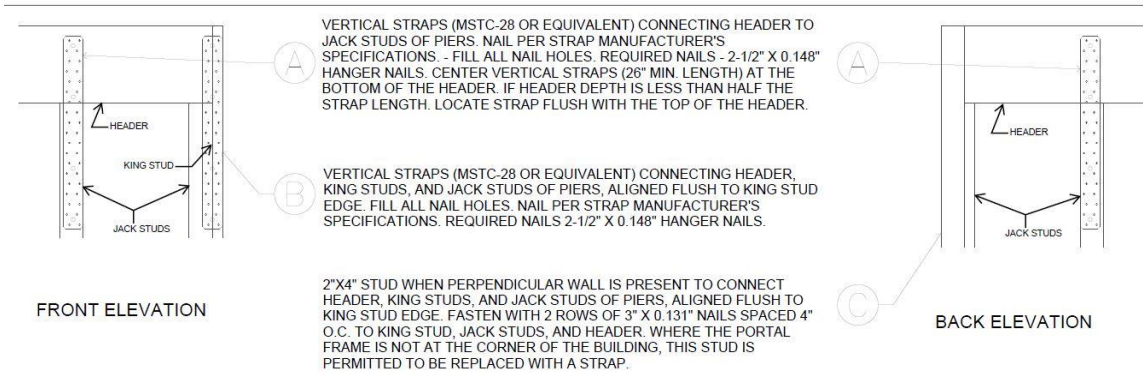 VERTICAL STRAPS (MSTC-28 OR EQUIVALENT) CONNECTING HEADER TO
JACK STUDS OF PIERS. NAIL PER STRAP MANUFACTURER'S
SPECIFICATIONS. - FILL ALL NAIL HOLES. REQUIRED NAILS - 2-1/2" X 0.148"
HANGER NAILS. CENTER VERTICAL STRAPS (26" MIN. LENGTH) AT THE
BOTTOM OF THE HEADER. IF HEADER DEPTH IS LESS THAN HALF THE
STRAP LENGTH. LOCATE STRAP FLUSH WITH THE TOP OF THE HEADER.
A
A
HEADER
KING STUD
JACK STUDS
FRONT ELEVATION
B
VERTICAL STRAPS (MSTC-28 OR EQUIVALENT) CONNECTING HEADER,
KING STUDS, AND JACK STUDS OF PIERS, ALIGNED FLUSH TO KING STUD
EDGE. FILL ALL NAIL HOLES. NAIL PER STRAP MANUFACTURER'S
SPECIFICATIONS. REQUIRED NAILS 2-1/2" X 0.148" HANGER NAILS.
2"X4" STUD WHEN PERPENDICULAR WALL IS PRESENT TO CONNECT
HEADER, KING STUDS, AND JACK STUDS OF PIERS, ALIGNED FLUSH TO
KING STUD EDGE. FASTEN WITH 2 ROWS OF 3" X 0.131" NAILS SPACED 4"
O.C. TO KING STUD, JACK STUDS, AND HEADER. WHERE THE PORTAL
FRAME IS NOT AT THE CORNER OF THE BUILDING, THIS STUD IS
PERMITTED TO BE REPLACED WITH A STRAP.
C
HEADER
JACK STUDS
BACK ELEVATION